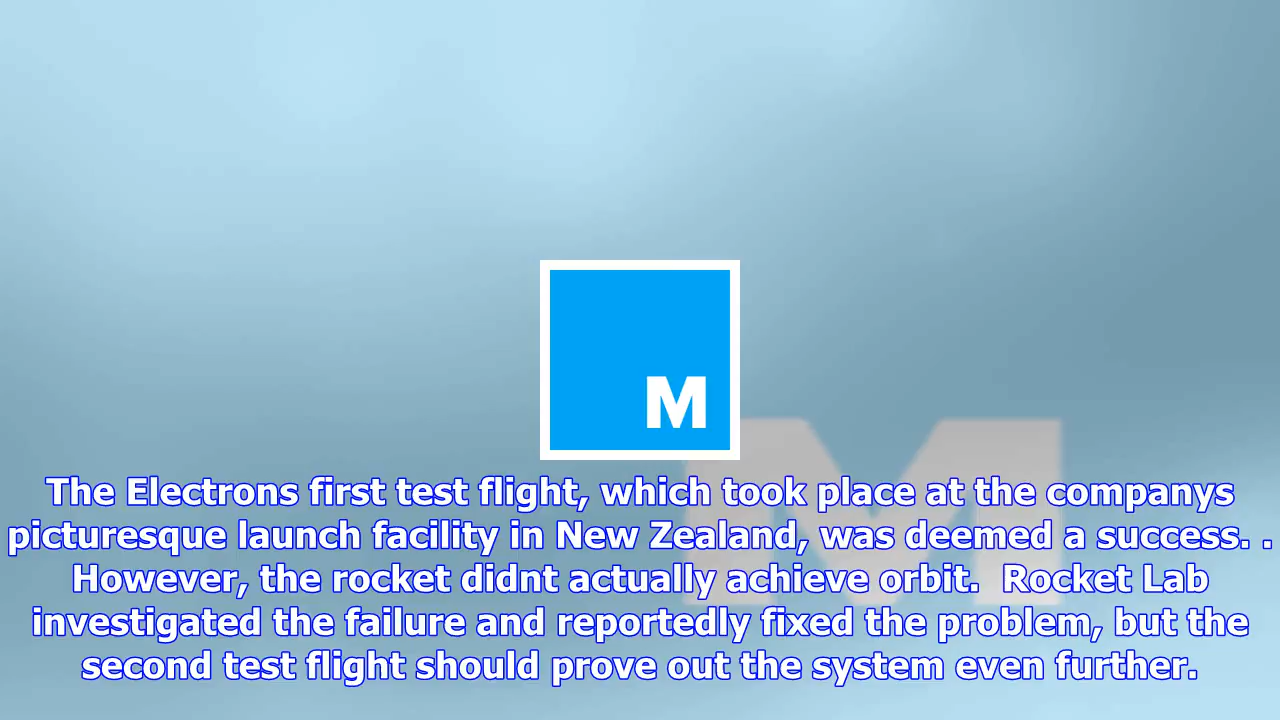 M
M
The Electrons first test flight, which took place at the companys
picturesque launch facility in New Zealand, was deemed a success. .
However, the rocket didnt actually achieve orbit.  Rocket Lab
investigated the failure and reportedly fixed the problem, but the
second test flight should prove out the system even further.